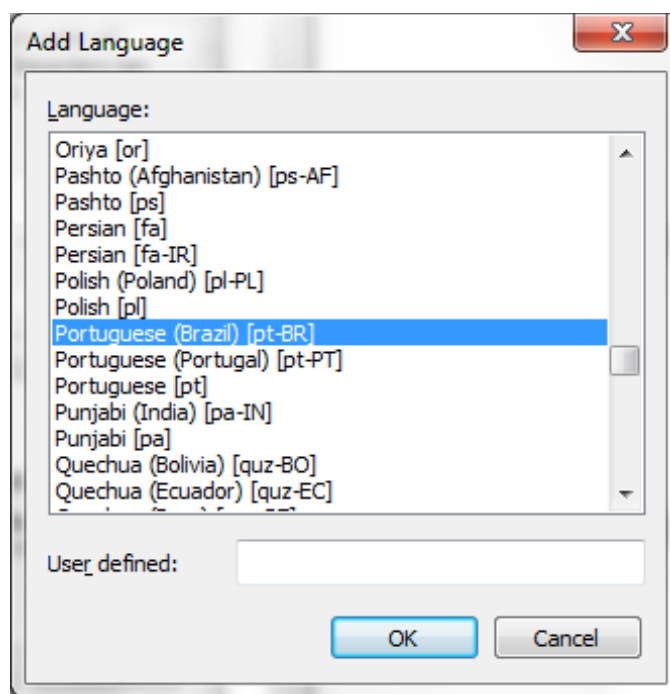 Add Language
Language:
Oriya [or]
Pashto (Afghanistan) [ps-AF]
Pashto [ps]
Persian [fa]
Persian [fa-IR]
Polish (Poland) [pl-PL]
Polish [pl]
Portuguese (Brazil) [pt-BR]
Portuguese (Portugal) [pt-PT]
Portuguese [pt]
Punjabi (India) [pa-IN]
Punjabi [pa]
Quechua (Bolivia) [quz-BO]
Quechua (Ecuador) [quz-EC]
User defined:
OK
Cancel